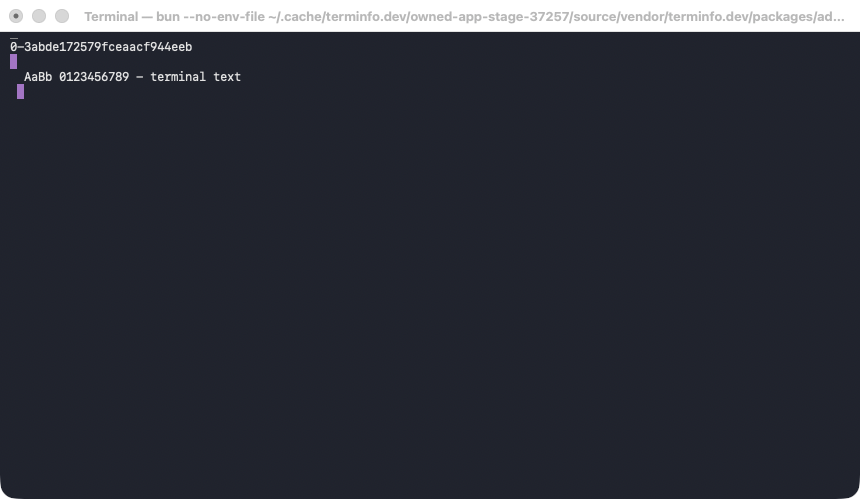 Terminal — bun --no-env-file ~/.cache/terminfo.dev/owned-app-stage-37257/source/vendor/terminfo.dev/packages/ad...
0-3abde172579fceaacf944eeb
AaBb 0123456789 — terminal text